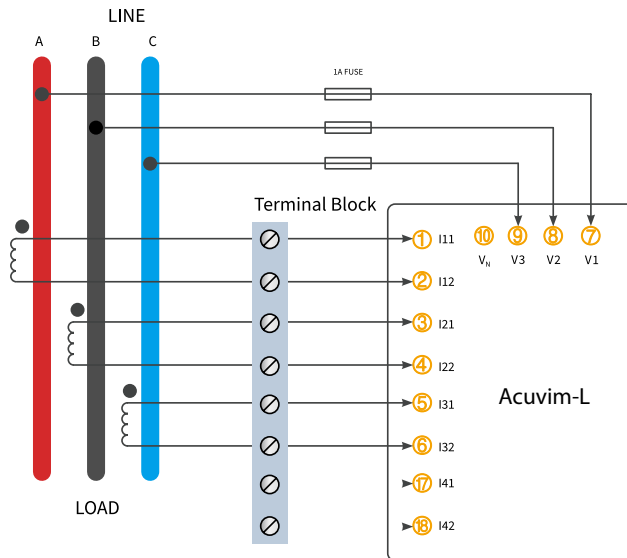 LINE
A B C
1A FUSE
Terminal Block
1 I11
10 9 8 7
V_N V3 V2 V1
2 I12
3 I21
4 I22
5 I31
Acuvim-L
6 I32
17 I41
LOAD
18 I42